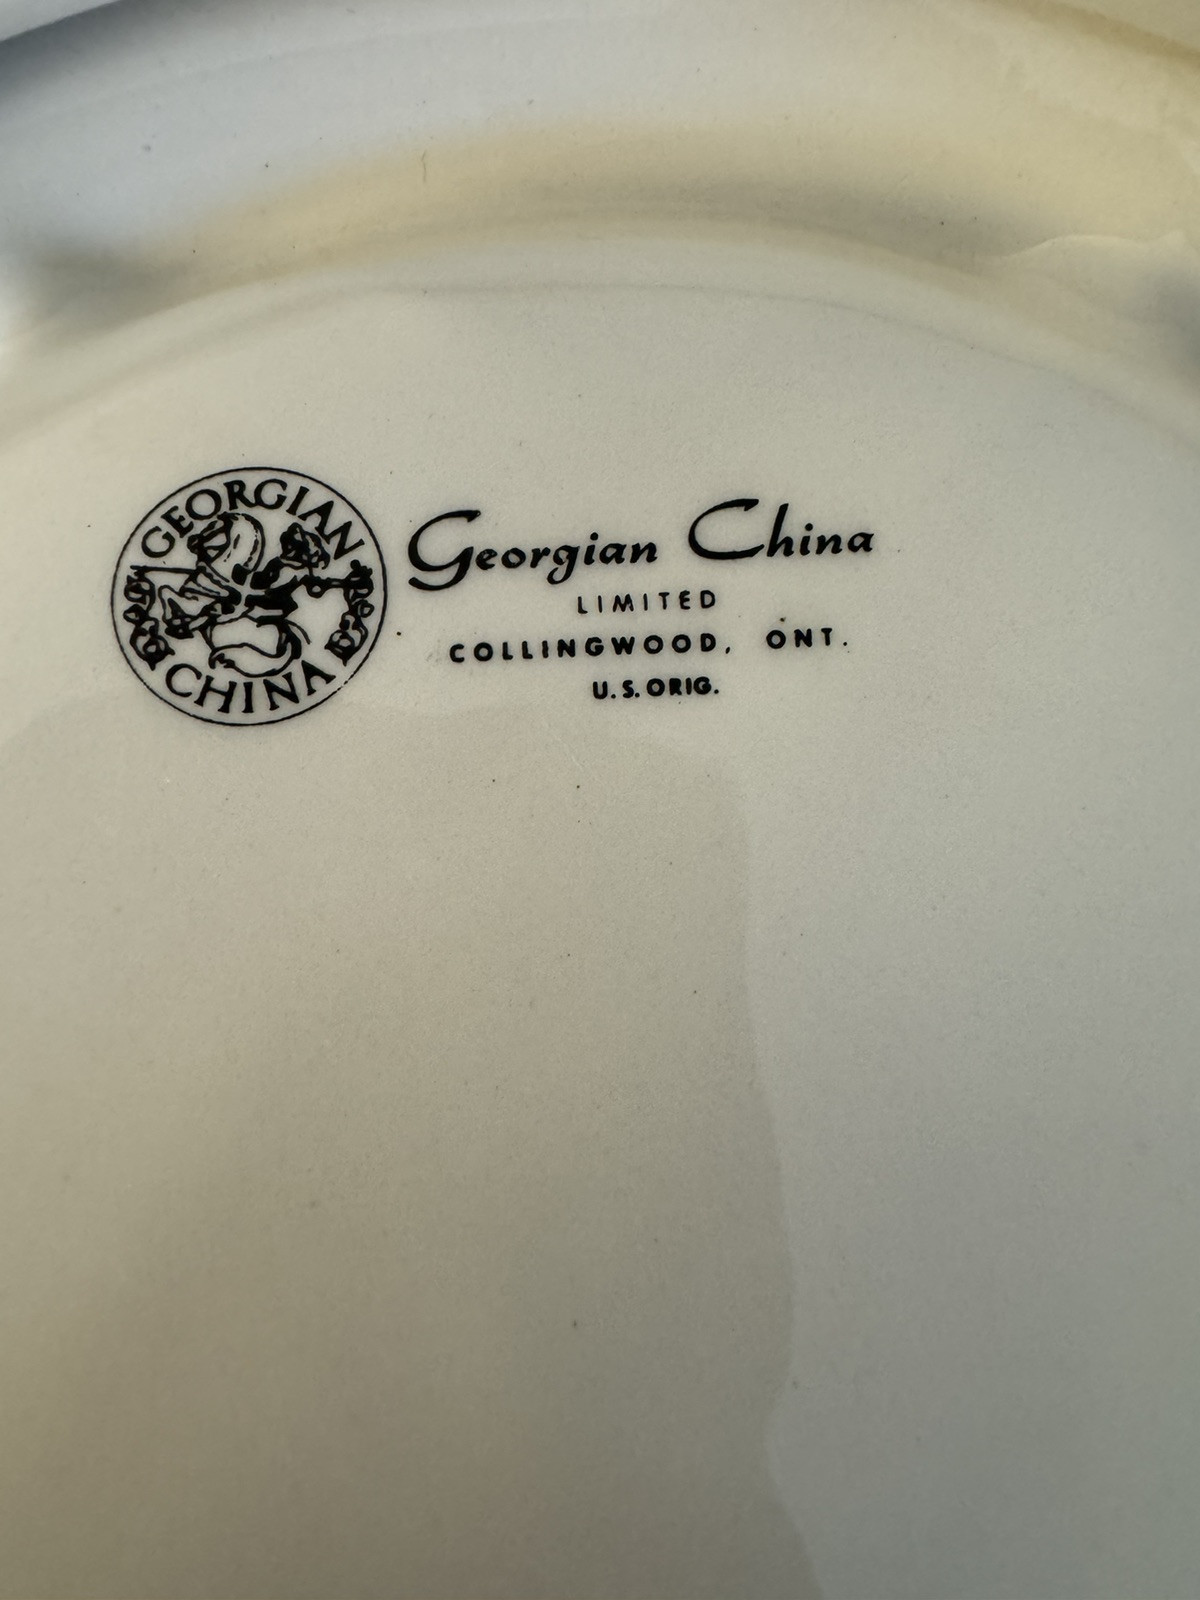 GEORGIAN
CHINA
Georgian China
LIMITED
COLLINGWOOD, ONT.
U.S. ORIG.